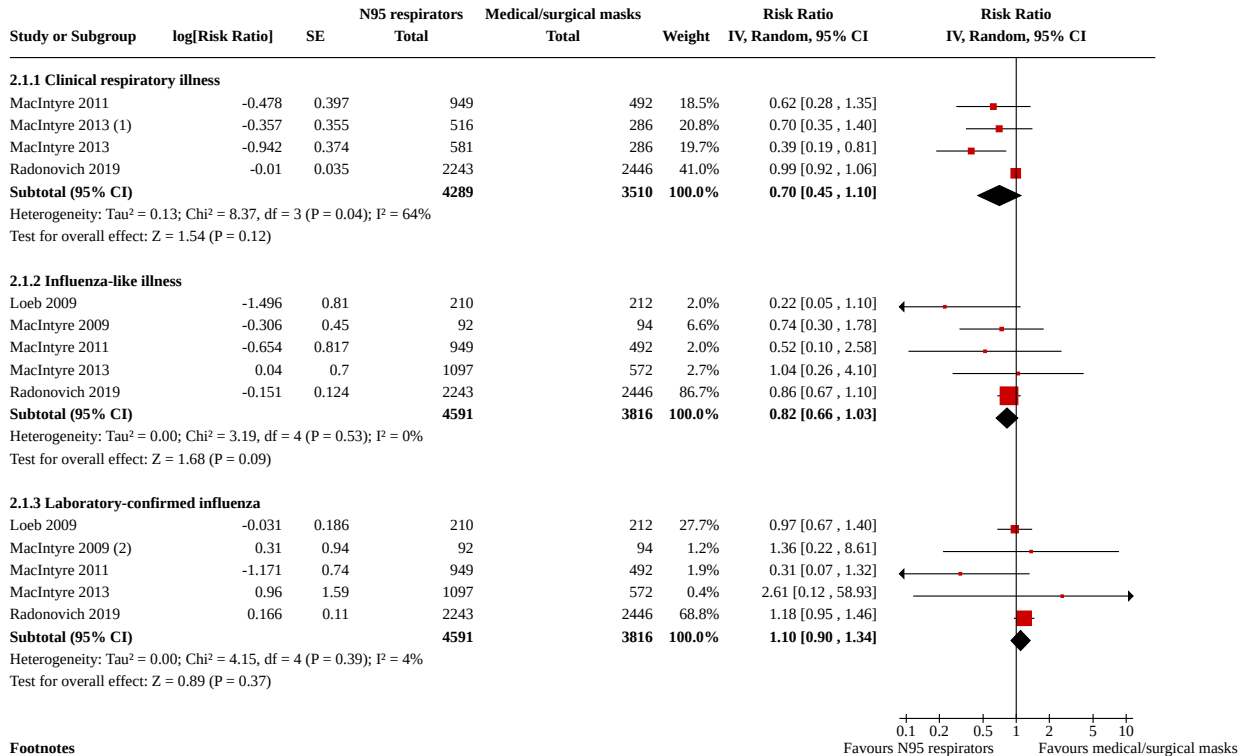 N95 respirators Medical/surgical masks Risk Ratio Risk Ratio
Study or Subgroup log[Risk Ratio] SE Total Total Weight IV, Random, 95% CI IV, Random, 95% CI
2.1.1 Clinical respiratory illness
MacIntyre 2011 -0.478 0.397 949 492 18.5% 0.62 [0.28 , 1.35]
MacIntyre 2013 (1) -0.357 0.355 516 286 20.8% 0.70 [0.35 , 1.40]
MacIntyre 2013 -0.942 0.374 581 286 19.7% 0.39 [0.19 , 0.81]
Radonovich 2019 -0.01 0.035 2243 2446 41.0% 0.99 [0.92 , 1.06]
Subtotal (95% CI) 4289 3510 100.0% 0.70 [0.45 , 1.10]
Heterogeneity: Tau² = 0.13; Chi² = 8.37, df = 3 (P = 0.04); I² = 64%
Test for overall effect: Z = 1.54 (P = 0.12)
2.1.2 Influenza-like illness
Loeb 2009 -1.496 0.81 210 212 2.0% 0.22 [0.05 , 1.10]
MacIntyre 2009 -0.306 0.45 92 94 6.6% 0.74 [0.30 , 1.78]
MacIntyre 2011 -0.654 0.817 949 492 2.0% 0.52 [0.10 , 2.58]
MacIntyre 2013 0.04 0.7 1097 572 2.7% 1.04 [0.26 , 4.10]
Radonovich 2019 -0.151 0.124 2243 2446 86.7% 0.86 [0.67 , 1.10]
Subtotal (95% CI) 4591 3816 100.0% 0.82 [0.66 , 1.03]
Heterogeneity: Tau² = 0.00; Chi² = 3.19, df = 4 (P = 0.53); I² = 0%
Test for overall effect: Z = 1.68 (P = 0.09)
2.1.3 Laboratory-confirmed influenza
Loeb 2009 -0.031 0.186 210 212 27.7% 0.97 [0.67 , 1.40]
MacIntyre 2009 (2) 0.31 0.94 92 94 1.2% 1.36 [0.22 , 8.61]
MacIntyre 2011 -1.171 0.74 949 492 1.9% 0.31 [0.07 , 1.32]
MacIntyre 2013 0.96 1.59 1097 572 0.4% 2.61 [0.12 , 58.93]
Radonovich 2019 0.166 0.11 2243 2446 68.8% 1.18 [0.95 , 1.46]
Subtotal (95% CI) 4591 3816 100.0% 1.10 [0.90 , 1.34]
Heterogeneity: Tau² = 0.00; Chi² = 4.15, df = 4 (P = 0.39); I² = 4%
Test for overall effect: Z = 0.89 (P = 0.37)
0.1 0.2 0.5 1 2 5 10
Footnotes Favours N95 respirators Favours medical/surgical masks